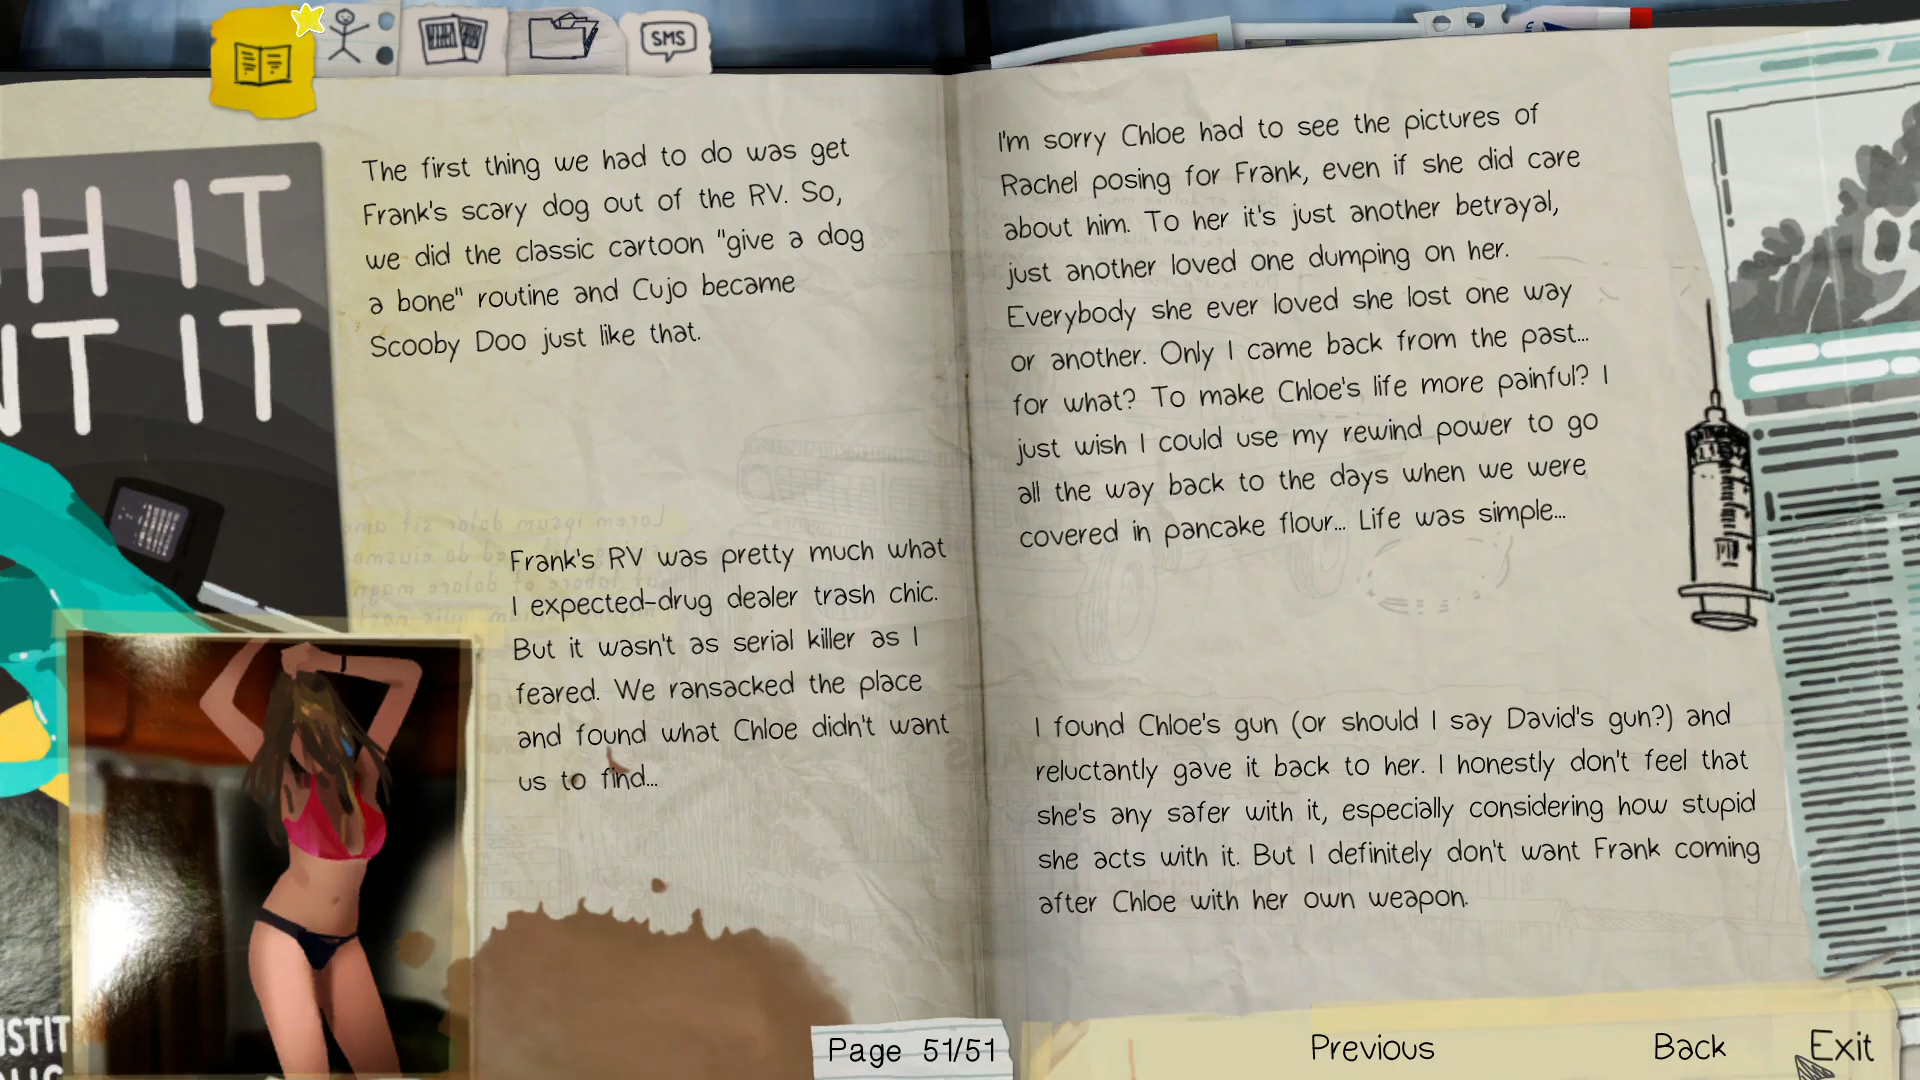 SMS
H IT
NT IT
The first thing we had to do was get
Frank's scary dog out of the RV. So,
we did the classic cartoon "give a dog
a bone" routine and Cujo became
Scooby Doo just like that.
Frank's RV was pretty much what
I expected-drug dealer trash chic.
But it wasn't as serial killer as I
feared. We ransacked the place
and found what Chloe didn't want
us to find...
I'm sorry Chloe had to see the pictures of
Rachel posing for Frank, even if she did care
about him. To her it's just another betrayal,
just another loved one dumping on her.
Everybody she ever loved she lost one way
or another. Only I came back from the past...
for what? To make Chloe's life more painful? I
just wish I could use my rewind power to go
all the way back to the days when we were
covered in pancake flour... Life was simple...
I found Chloe's gun (or should I say David's gun?) and
reluctantly gave it back to her. I honestly don't feel that
she's any safer with it, especially considering how stupid
she acts with it. But I definitely don't want Frank coming
after Chloe with her own weapon.
Page 51/51
Previous
Back
Exit